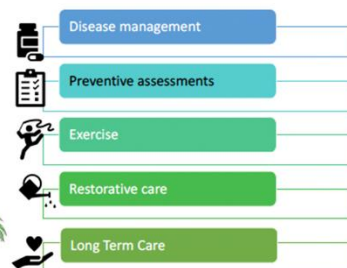 Disease management
Preventive assessments
Exercise
Restorative care
Long Term Care